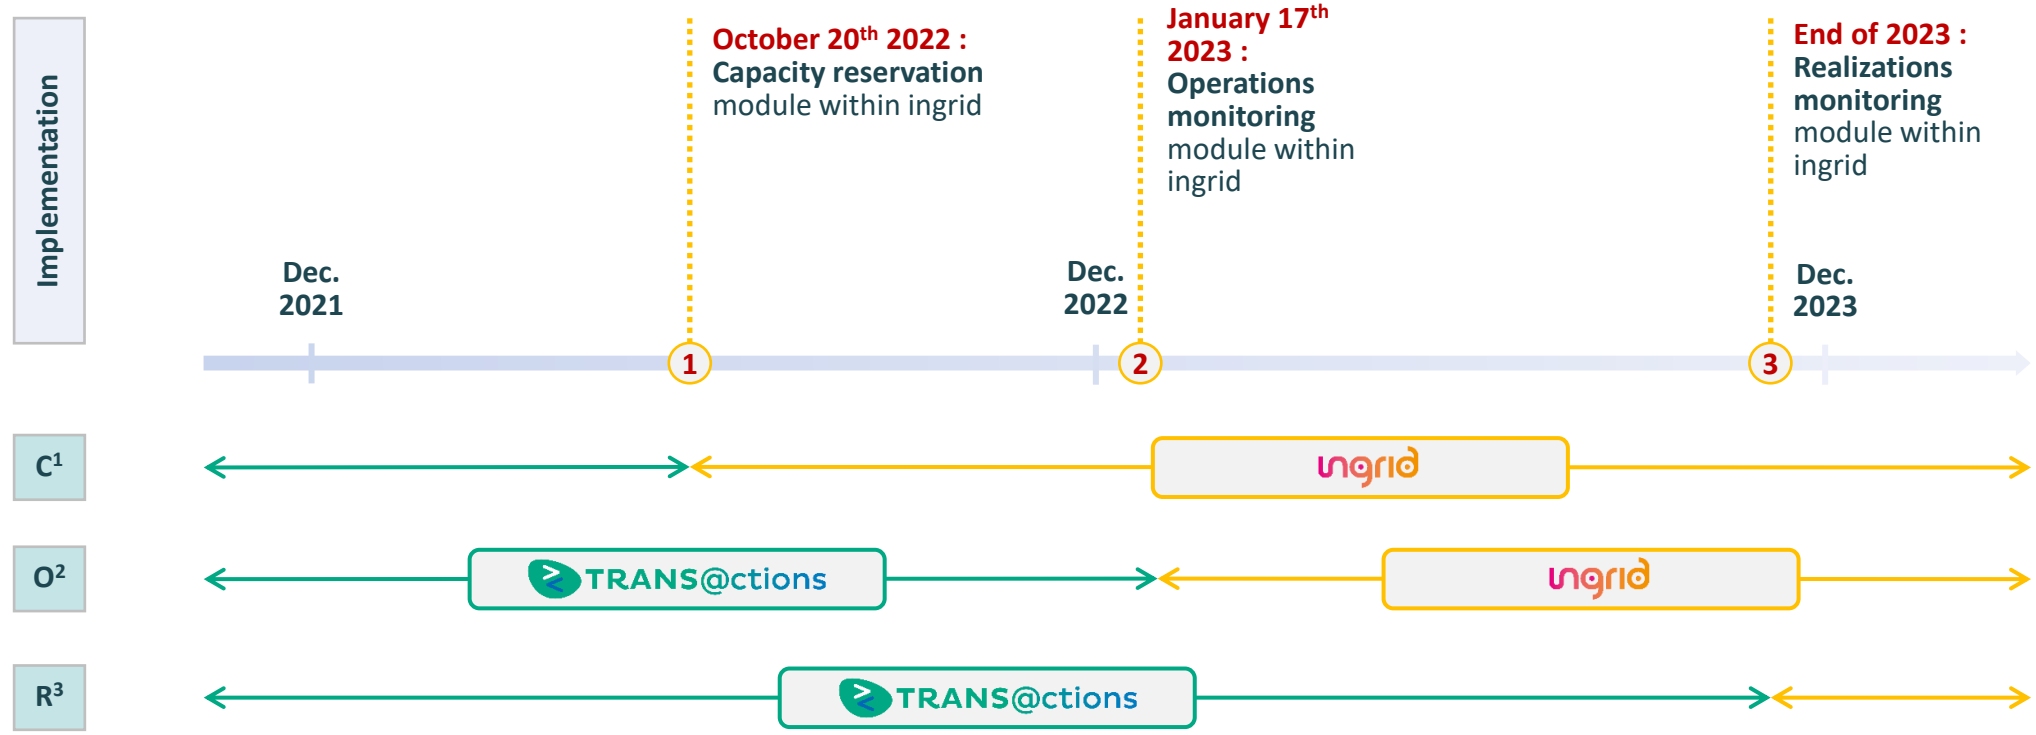 Implementation
October 20th 2022 :
Capacity reservation
module within ingrid
January 17th
2023 :
Operations
monitoring
module within
ingrid
End of 2023 :
Realizations
monitoring
module within
ingrid
Dec.
2021
Dec.
2022
Dec.
2023
1
2
3
C1
ingrid
O2
TRANS@ctions
ingrid
R3
TRANS@ctions